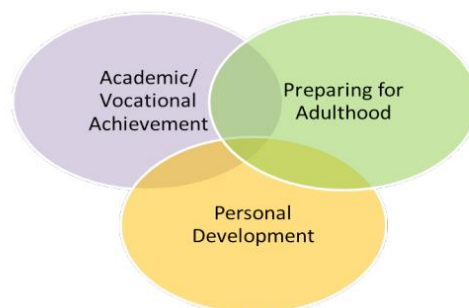 Academic/
Vocational
Achievement
Preparing for
Adulthood
Personal
Development